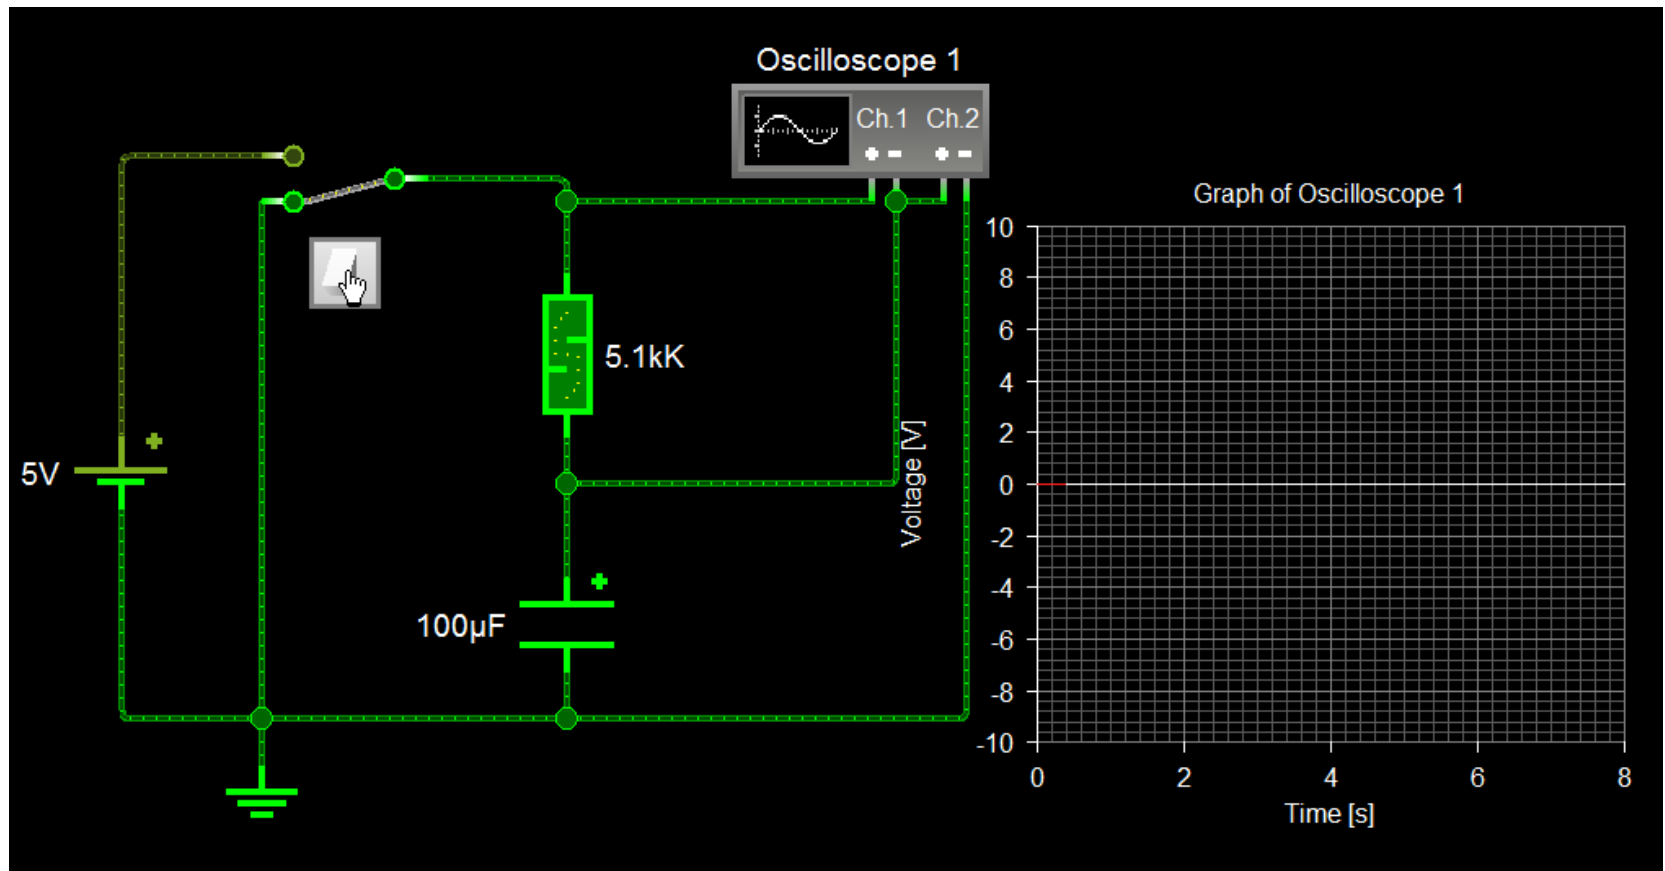 Oscilloscope 1
Ch.1 Ch.2
5V
5.1kK
100µF
Graph of Oscilloscope 1
Voltage [V]
10
8
6
4
2
0
-2
-4
-6
-8
-10
0 2 4 6 8
Time [s]